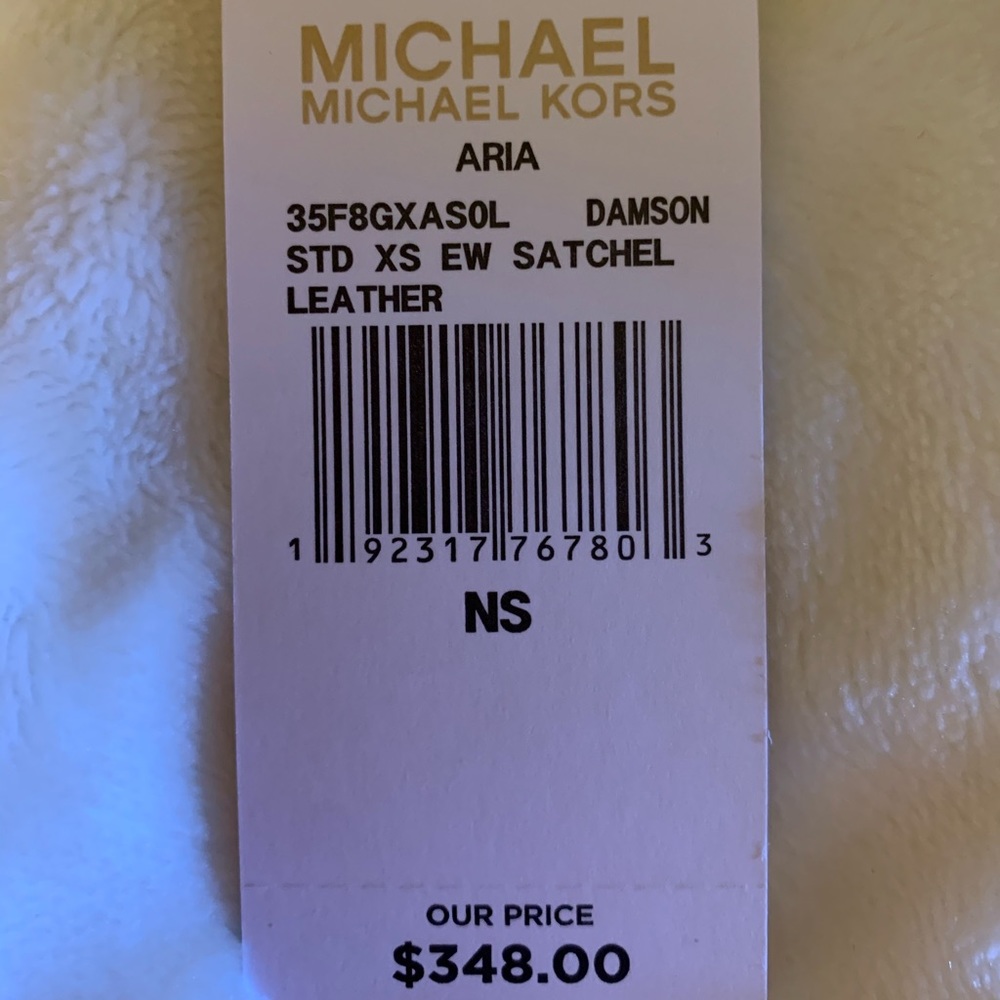 MICHAEL
MICHAEL KORS
ARIA
35F8GXAS0L DAMSON
STD XS EW SATCHEL
LEATHER
1 92317 76780 3
NS
OUR PRICE
$348.00